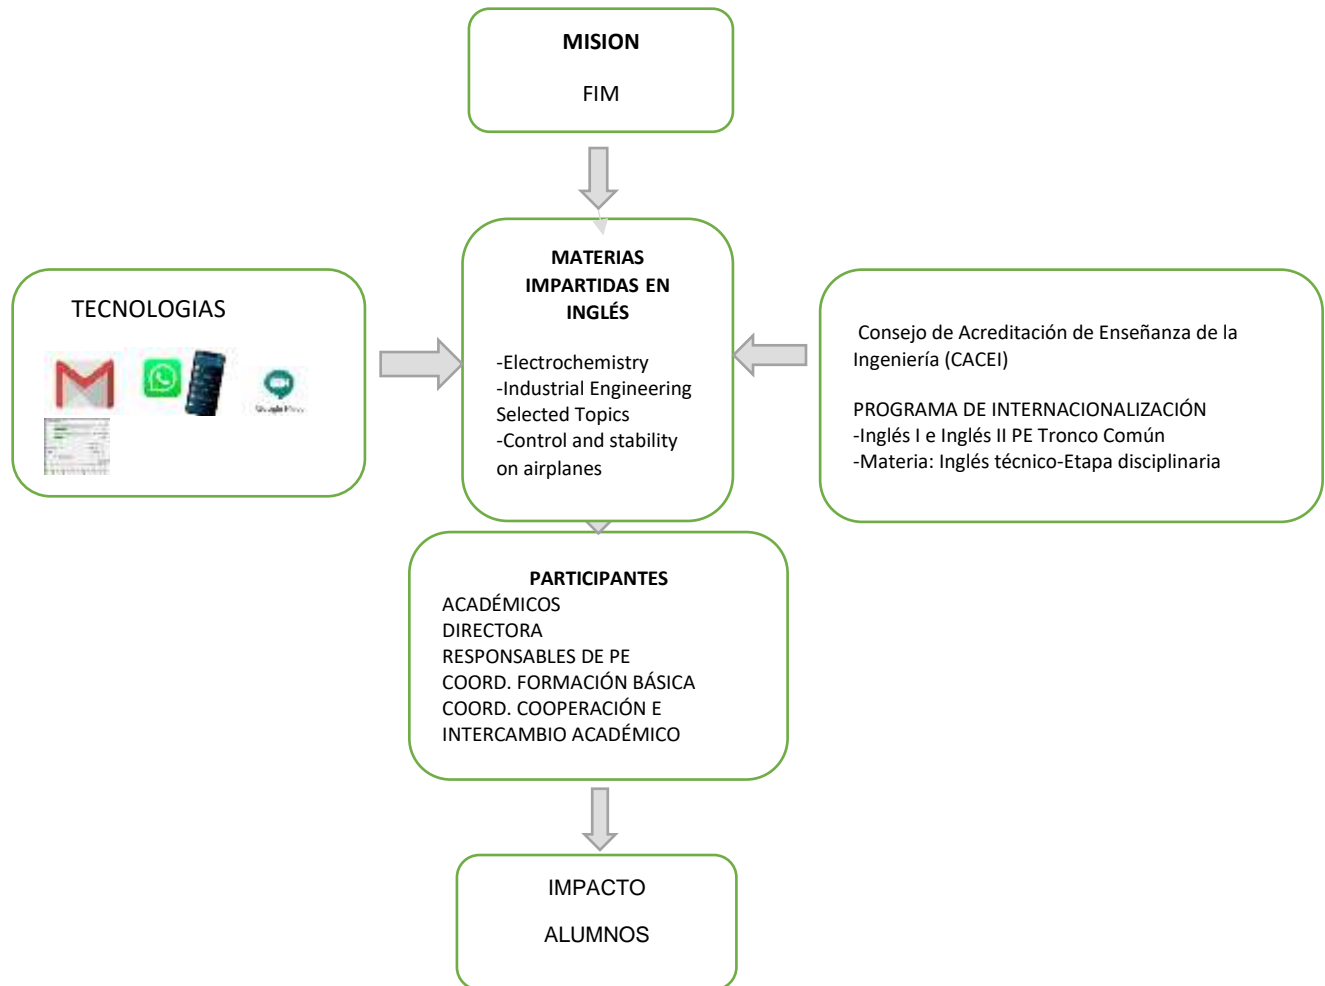 MISION
FIM
MATERIAS
IMPARTIDAS EN
INGLÉS
-Electrochemistry
-Industrial Engineering
Selected Topics
-Control and stability
on airplanes
TECNOLOGIAS
Consejo de Acreditación de Enseñanza de la
Ingeniería (CACEI)
PROGRAMA DE INTERNACIONALIZACIÓN
-Inglés I e Inglés II PE Tronco Común
-Materia: Inglés técnico-Etapa disciplinaria
PARTICIPANTES
ACADÉMICOS
DIRECTORA
RESPONSABLES DE PE
COORD. FORMACIÓN BÁSICA
COORD. COOPERACIÓN E
INTERCAMBIO ACADÉMICO
IMPACTO
ALUMNOS